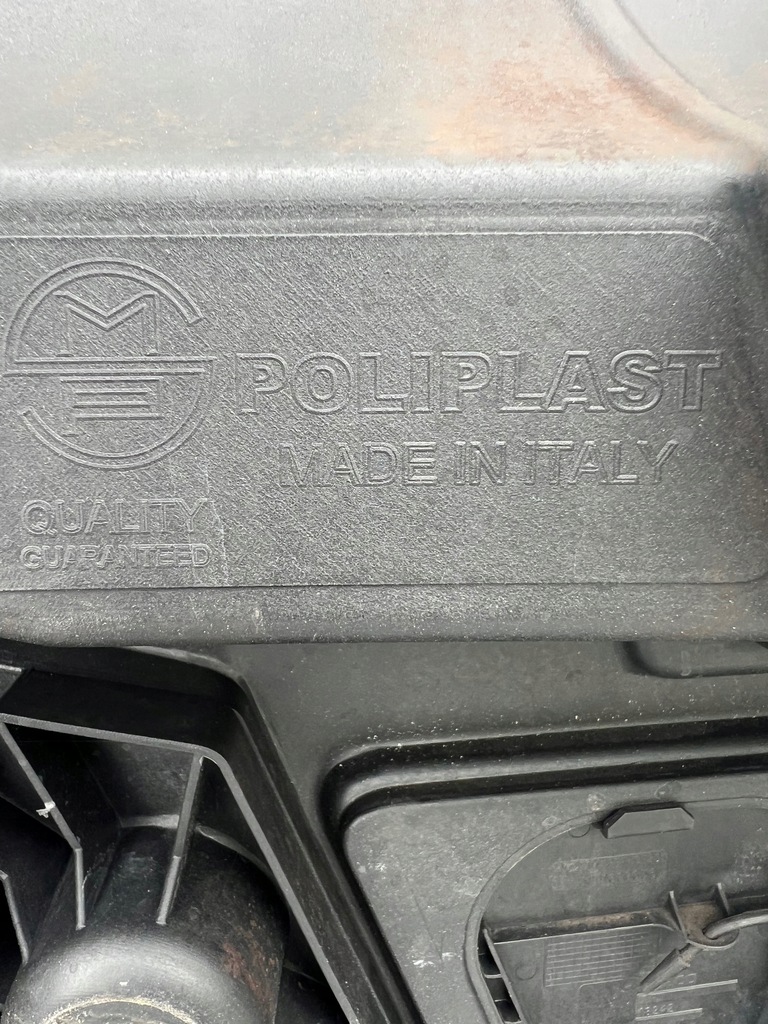 M
POLIPLAST
MADE IN ITALY
QUALITY
GUARANTEED